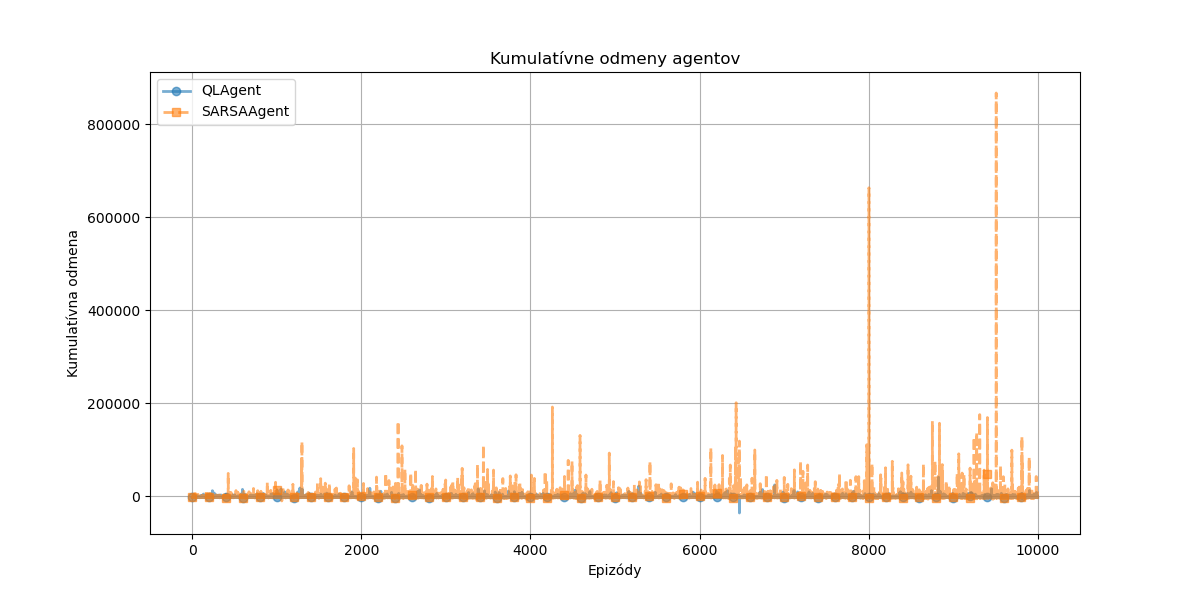 Kumulatívne odmeny agentov
QLAgent
SARSAAgent
Kumulatívna odmena
800000
600000
400000
200000
0
0 2000 4000 6000 8000 10000
Epizódy